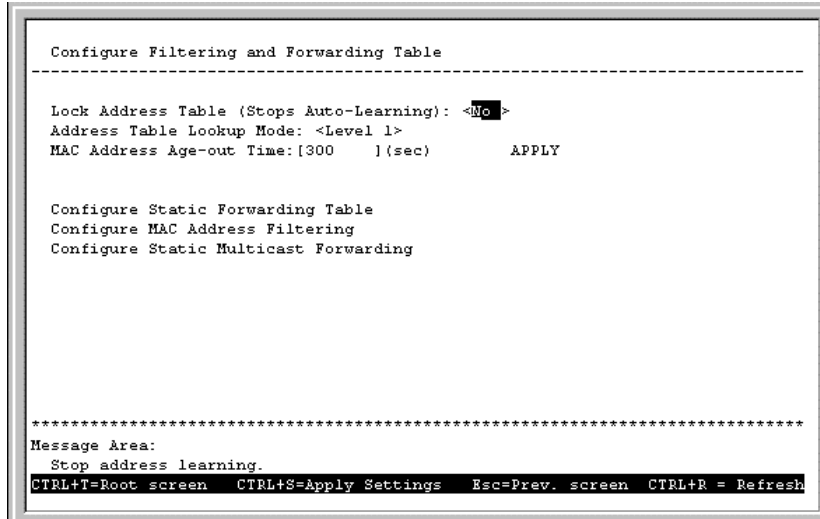 Configure Filtering and Forwarding Table
--------------------------------------------------------------------------------
Lock Address Table (Stops Auto-Learning): <No >
Address Table Lookup Mode: <Level 1>
MAC Address Age-out Time:[300    ](sec)        APPLY
Configure Static Forwarding Table
Configure MAC Address Filtering
Configure Static Multicast Forwarding
********************************************************************************
Message Area:
Stop address learning.
CTRL+T=Root screen   CTRL+S=Apply Settings   Esc=Prev. screen  CTRL+R = Refresh